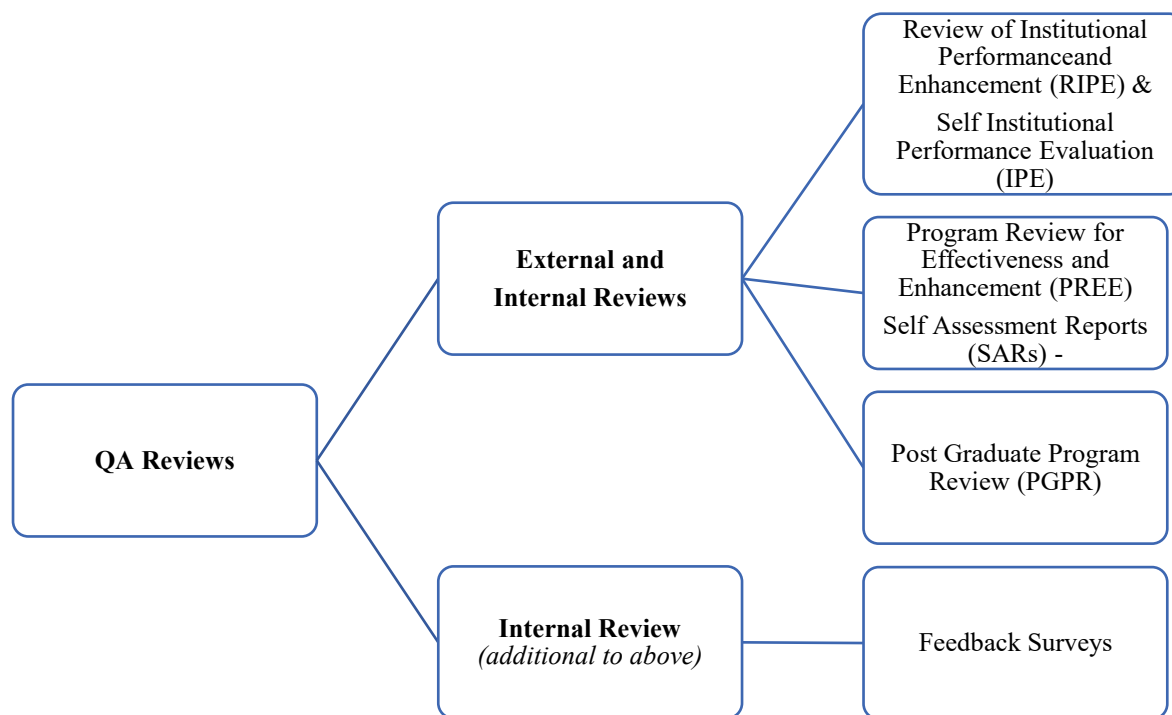 QA Reviews
External and
Internal Reviews
Review of Institutional
Performanceand
Enhancement (RIPE) &
Self Institutional
Performance Evaluation
(IPE)
Program Review for
Effectiveness and
Enhancement (PREE)
Self Assessment Reports
(SARs) -
Post Graduate Program
Review (PGPR)
Internal Review
(additional to above)
Feedback Surveys